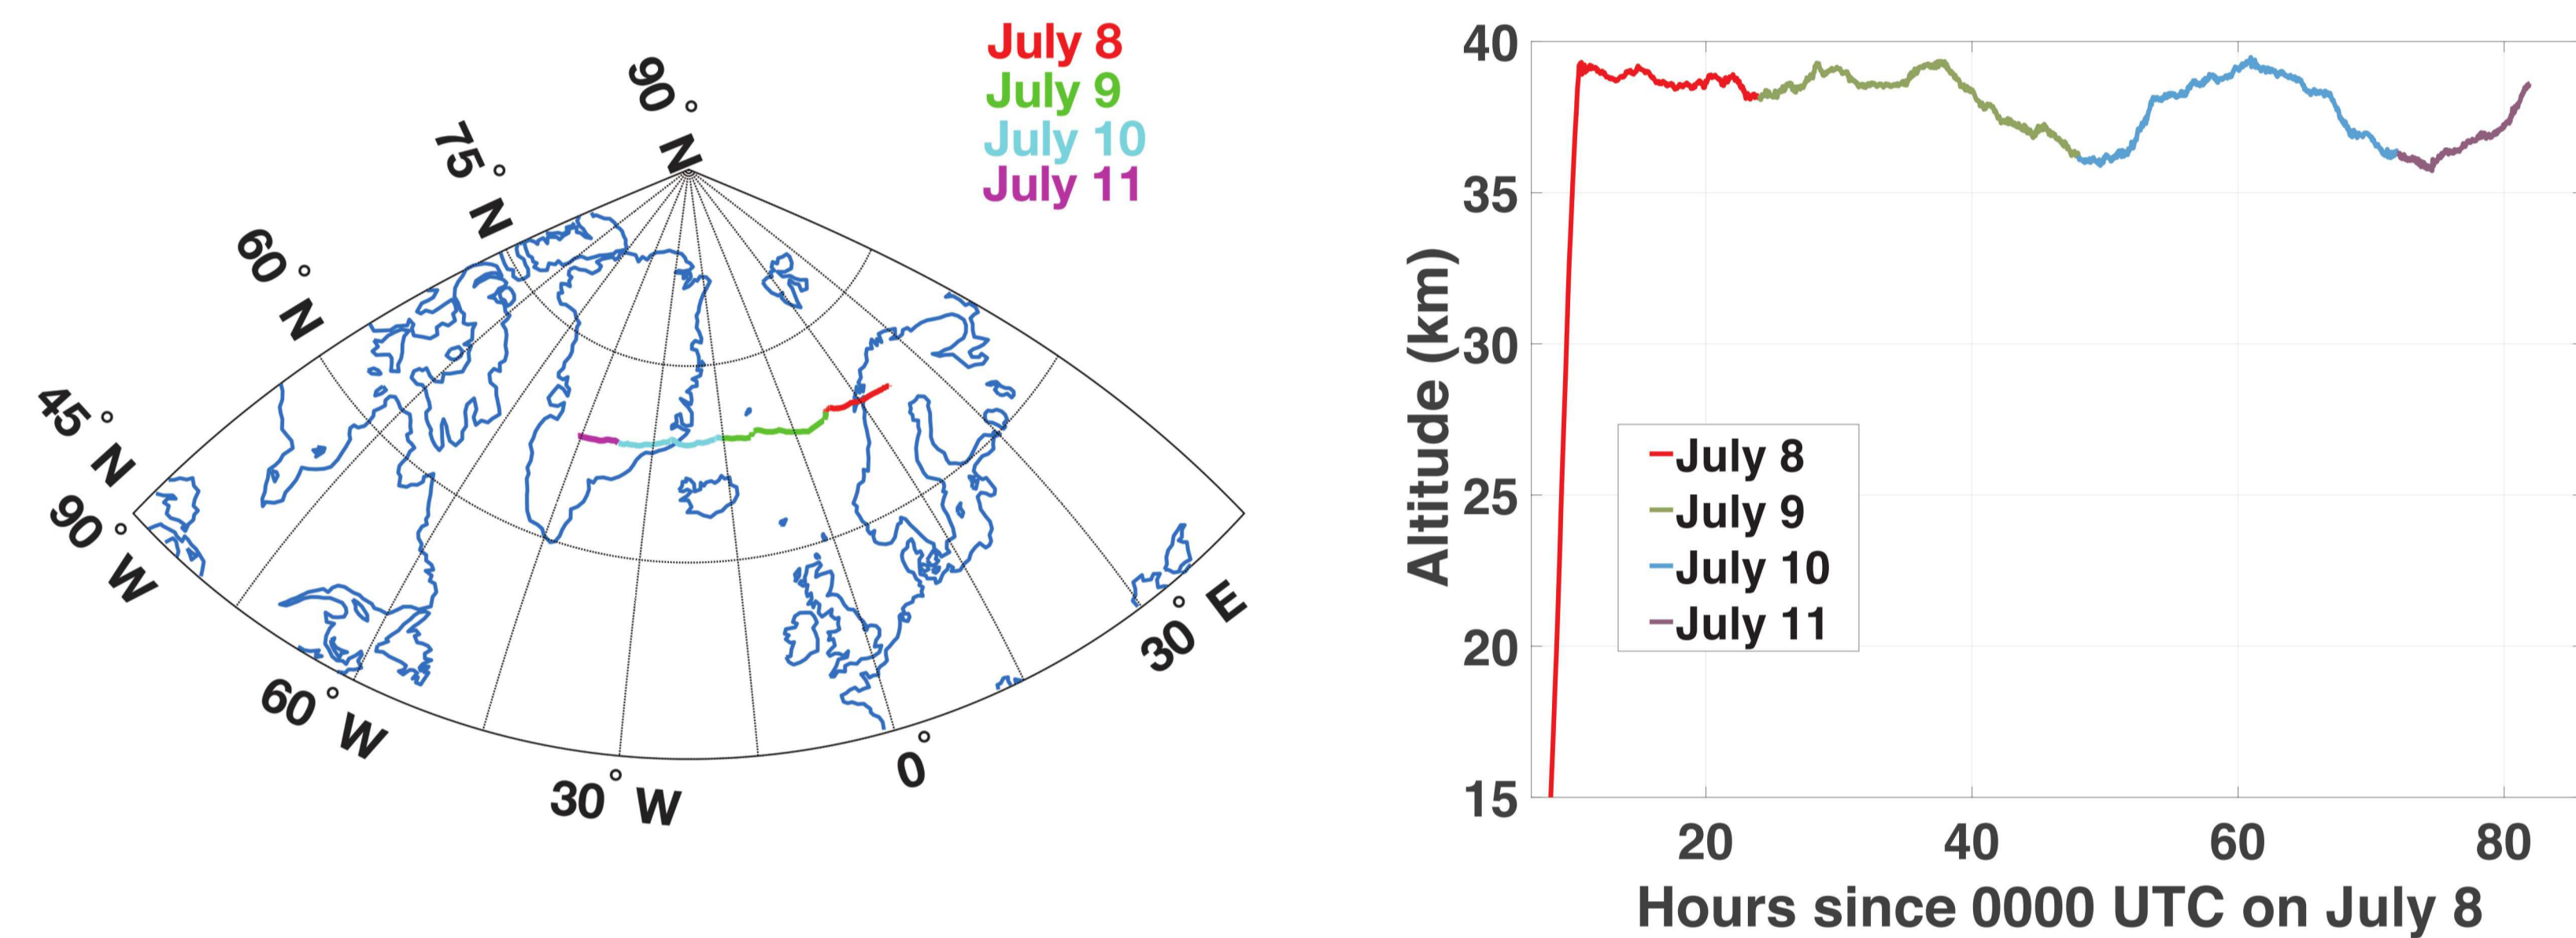 July 8
July 9
July 10
July 11
90° N
75° N
60° N
45° N
90° W
60° W
30° W
0°
30° E
40
35
30
25
20
15
Altitude (km)
July 8
July 9
July 10
July 11
20 40 60 80
Hours since 0000 UTC on July 8